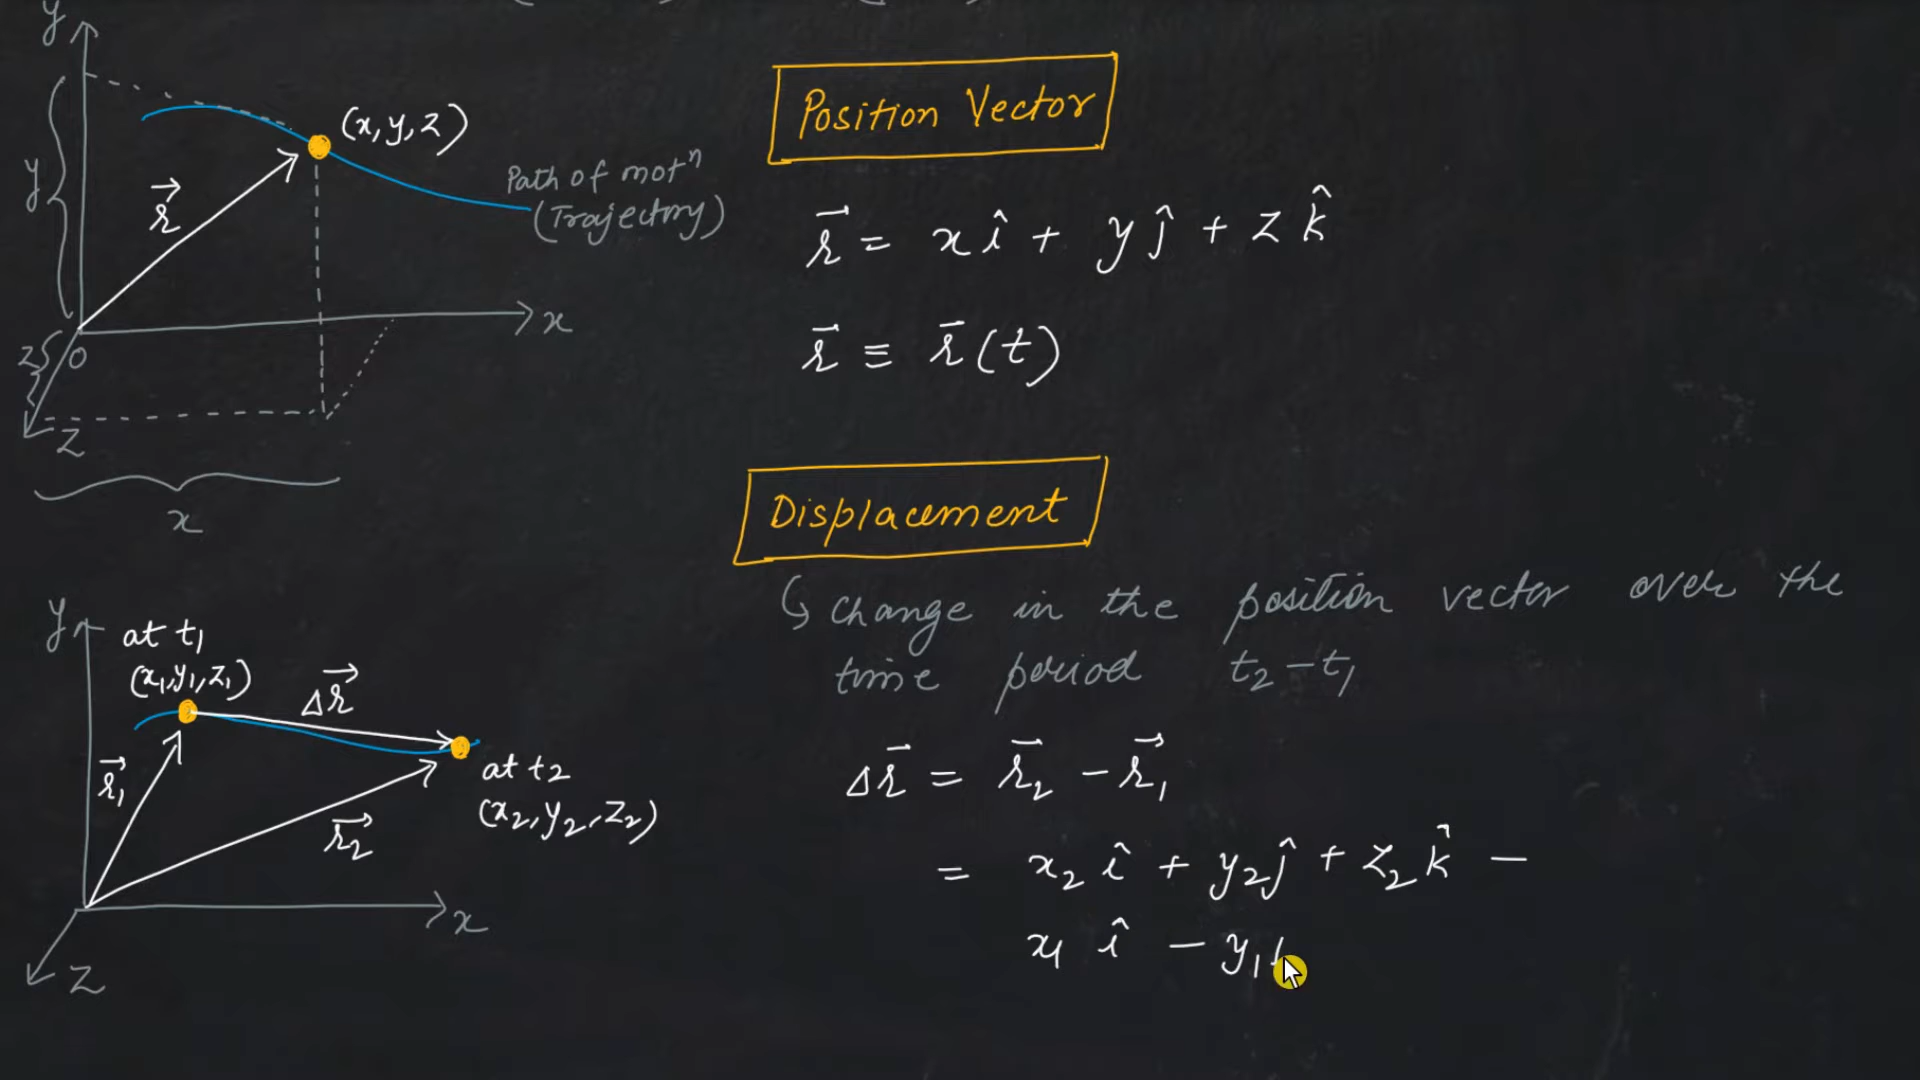 y
(x, y, z)
Path of motⁿ
(Trajectory)
y
r⃗
x
z
0
z
x
Position Vector
r⃗ = x î + y ĵ + z k̂
r⃗ ≡ r̄(t)
Displacement
↳ change in the position vector over the
time period t₂ - t₁
Δr⃗ = r̄₂ - r⃗₁
= x₂ î + y₂ ĵ + z₂ k̂ -
x₁ î - y₁
y
at t₁
(x₁, y₁, z₁)
Δr⃗
r⃗₁
at t₂
(x₂, y₂, z₂)
r⃗₂
x
z